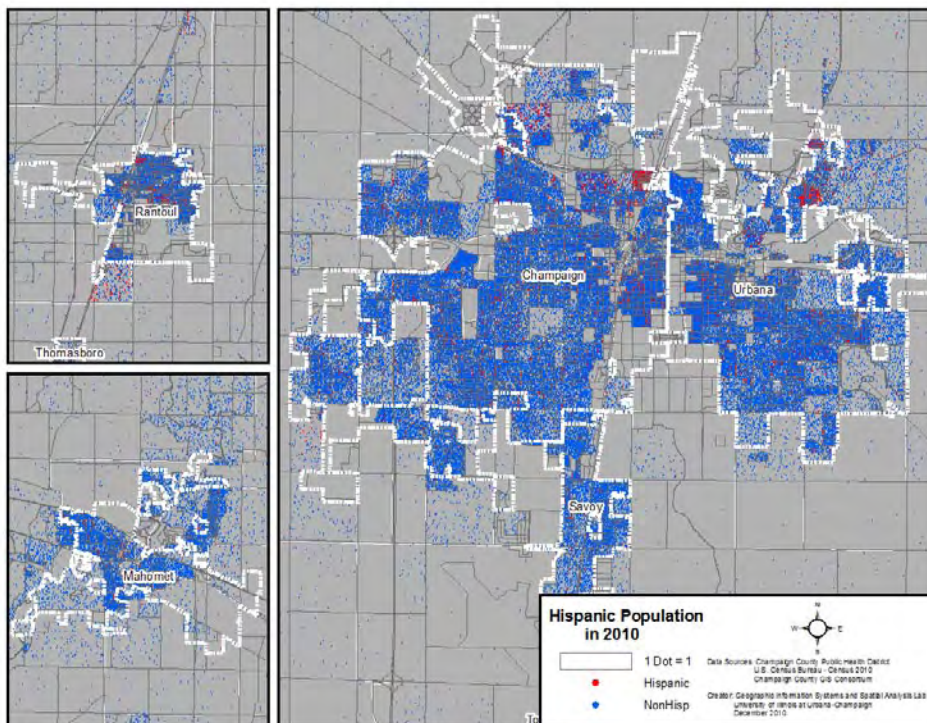 Rantoul
Thomasboro
Mahomet
Champaign
Urbana
Savoy
To
Hispanic Population
in 2010
1 Dot = 1
Hispanic
NonHisp
N
W
E
S
Data Sources: Champaign County Public Health District
U.S. Census Bureau - Census 2010
Champaign County GIS Consortium
Creator: Geographic Information Systems and Spatial Analysis Lab
University of Illinois at Urbana-Champaign
December 2010